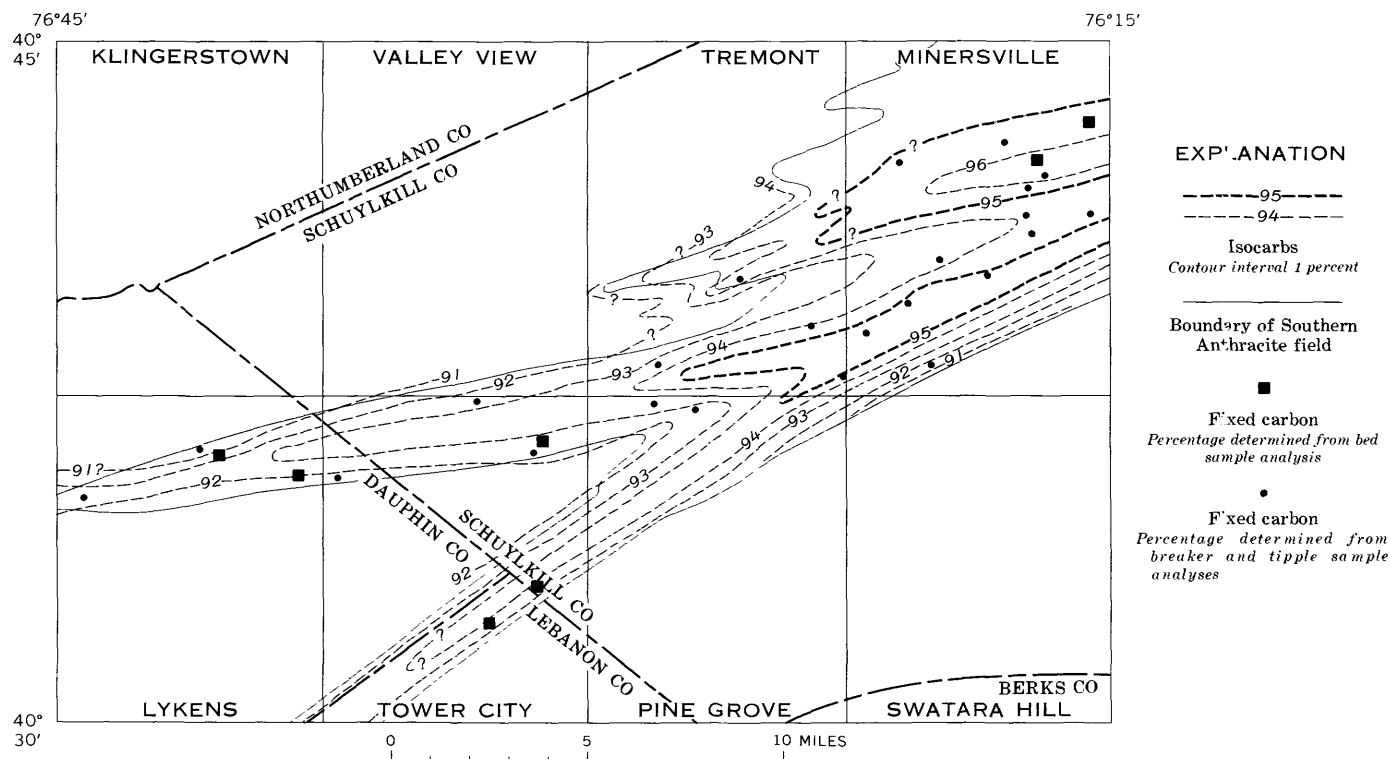 76°45′
76°15′
40°
45′
KLINGERSTOWN
VALLEY VIEW
TREMONT
MINERSVILLE
NORTHUMBERLAND CO
SCHUYLKILL CO
94
?
?
96
95
?
?
?-93
?
?
94
95
91
92
93
92
91
93
94
91?
92
93
DAUPHIN CO
SCHUYLKILL CO
92
LEBANON CO
?
?
BERKS CO
LYKENS
TOWER CITY
PINE GROVE
SWATARA HILL
40°
30′
0
5
10 MILES
EXP'.ANATION
95
94
Isocarbs
Contour interval 1 percent
Boundary of Southern
Anthracite field
Fixed carbon
Percentage determined from bed
sample analysis
Fixed carbon
Percentage determined from
breaker and tipple sample
analyses